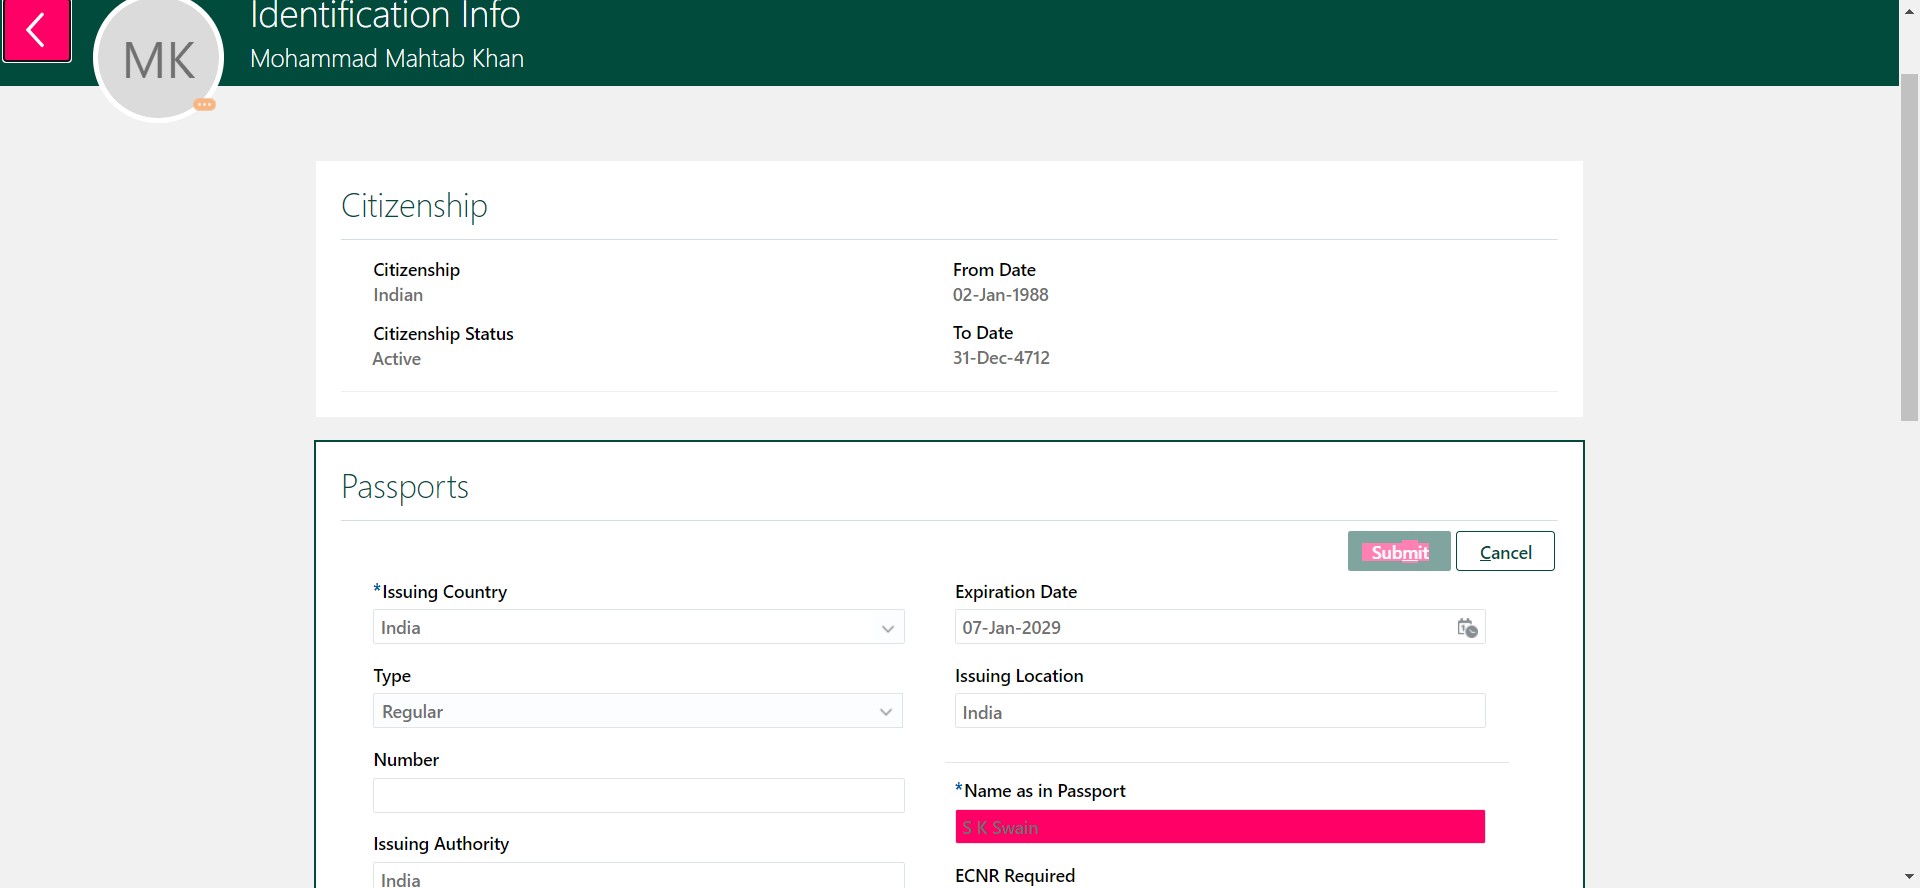 Identification Info
MK
Mohammad Mahtab Khan
Citizenship
Citizenship
Indian
From Date
02-Jan-1988
Citizenship Status
Active
To Date
31-Dec-4712
Passports
Submit
Cancel
*Issuing Country
India
Expiration Date
07-Jan-2029
Type
Regular
Issuing Location
India
Number
*Name as in Passport
S K Swain
Issuing Authority
India
ECNR Required